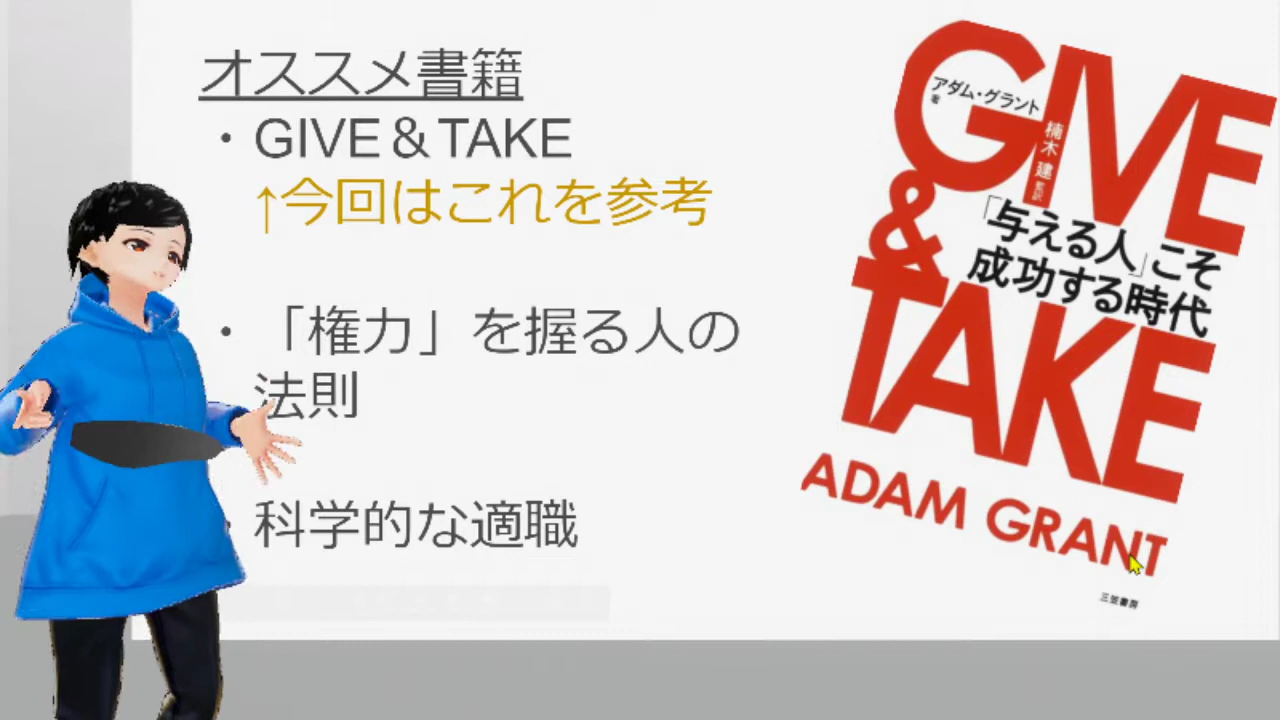 オススメ書籍
・GIVE＆TAKE
↑今回はこれを参考
・「権力」を握る人の
法則
・科学的な適職
GIVE
アダム・グラント
著
楠木 建 監訳
&
「与える人」こそ
成功する時代
TAKE
ADAM GRANT
三笠書房